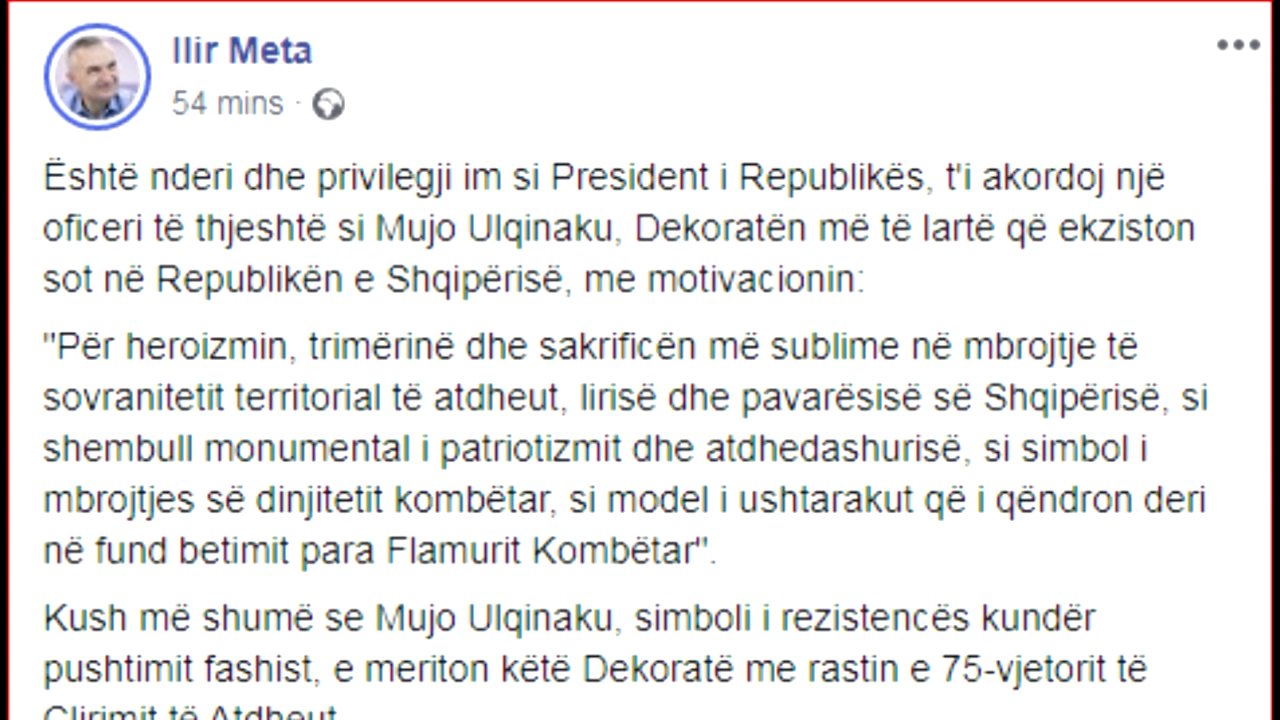 Ilir Meta
54 mins ·
Është nderi dhe privilegji im si President i Republikës, t'i akordoj një
oficeri të thjeshtë si Mujo Ulqinaku, Dekoratën më të lartë që ekziston
sot në Republikën e Shqipërisë, me motivacionin:
"Për heroizmin, trimërinë dhe sakrificën më sublime në mbrojtje të
sovranitetit territorial të atdheut, lirisë dhe pavarësisë së Shqipërisë, si
shembull monumental i patriotizmit dhe atdhedashurisë, si simbol i
mbrojtjes së dinjitetit kombëtar, si model i ushtarakut që i qëndron deri
në fund betimit para Flamurit Kombëtar".
Kush më shumë se Mujo Ulqinaku, simboli i rezistencës kundër
pushtimit fashist, e meriton këtë Dekoratë me rastin e 75-vjetorit të
Çlirimit të Atdheut